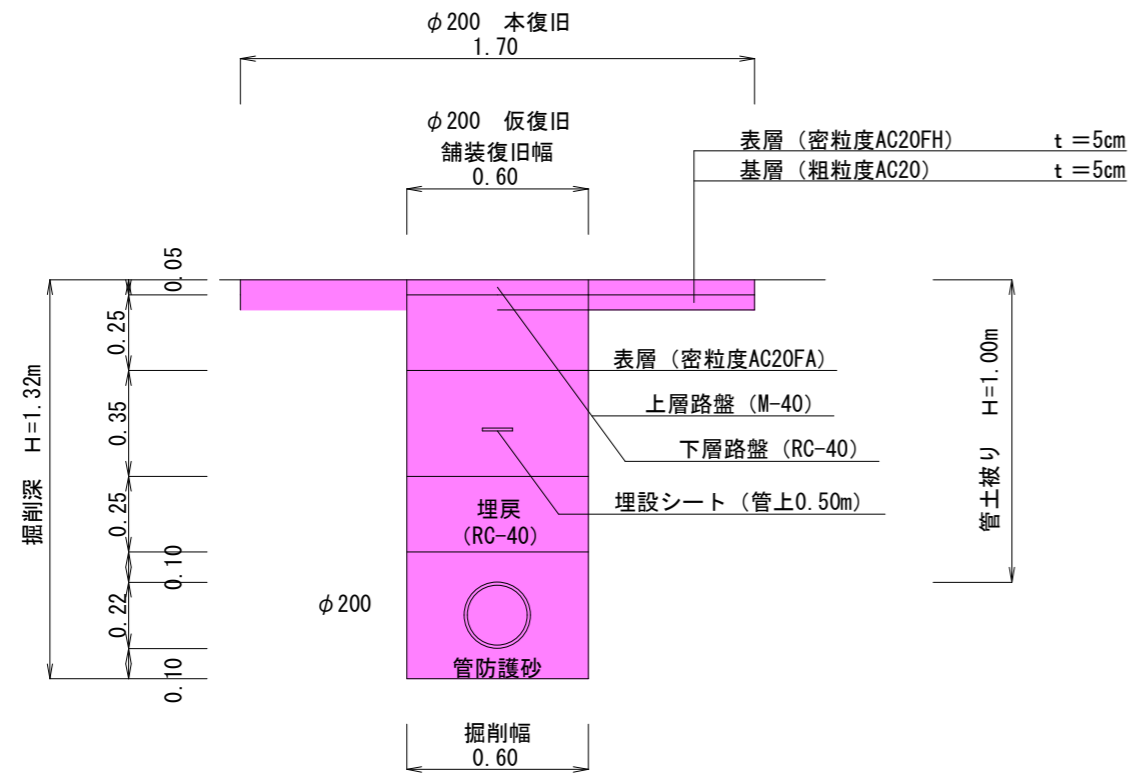 φ200 本復旧
1.70
φ200 仮復旧
舗装復旧幅
0.60
表層（密粒度AC20FH） t＝5cm
基層（粗粒度AC20） t＝5cm
0.05
0.25
0.35
0.25
0.10
0.22
0.10
掘削深 H=1.32m
表層（密粒度AC20FA）
上層路盤（M-40）
下層路盤（RC-40）
埋設シート（管上0.50m）
管土被り H=1.00m
埋戻
(RC-40)
φ200
管防護砂
掘削幅
0.60